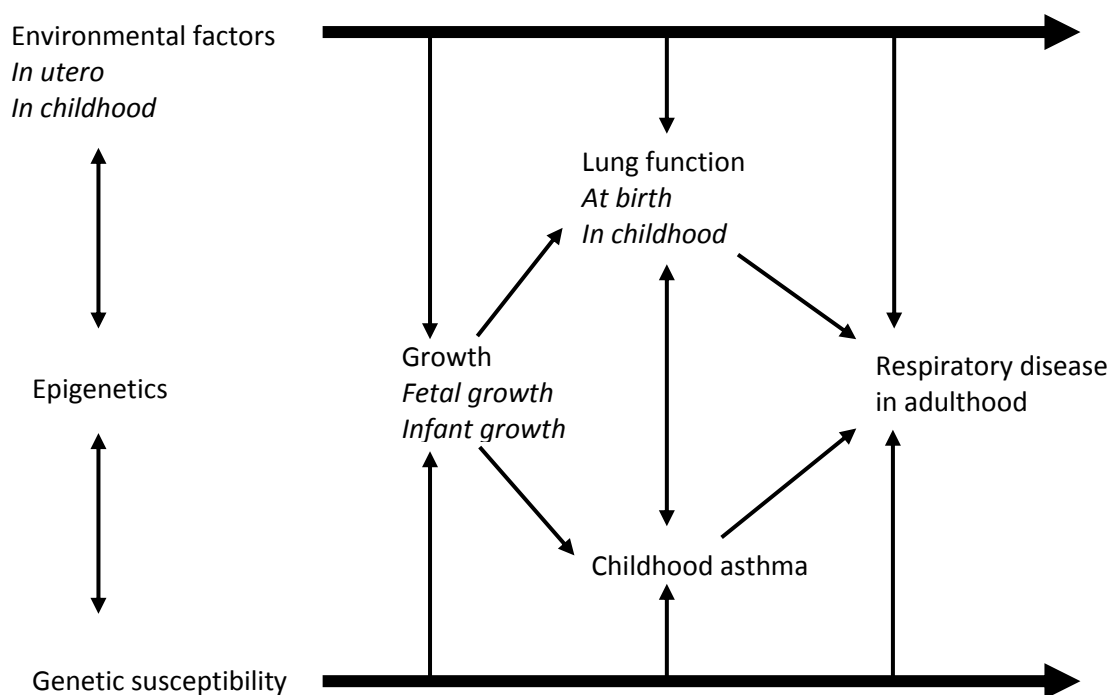 Environmental factors
In utero
In childhood
Lung function
At birth
In childhood
Growth
Fetal growth
Infant growth
Respiratory disease
in adulthood
Epigenetics
Childhood asthma
Genetic susceptibility